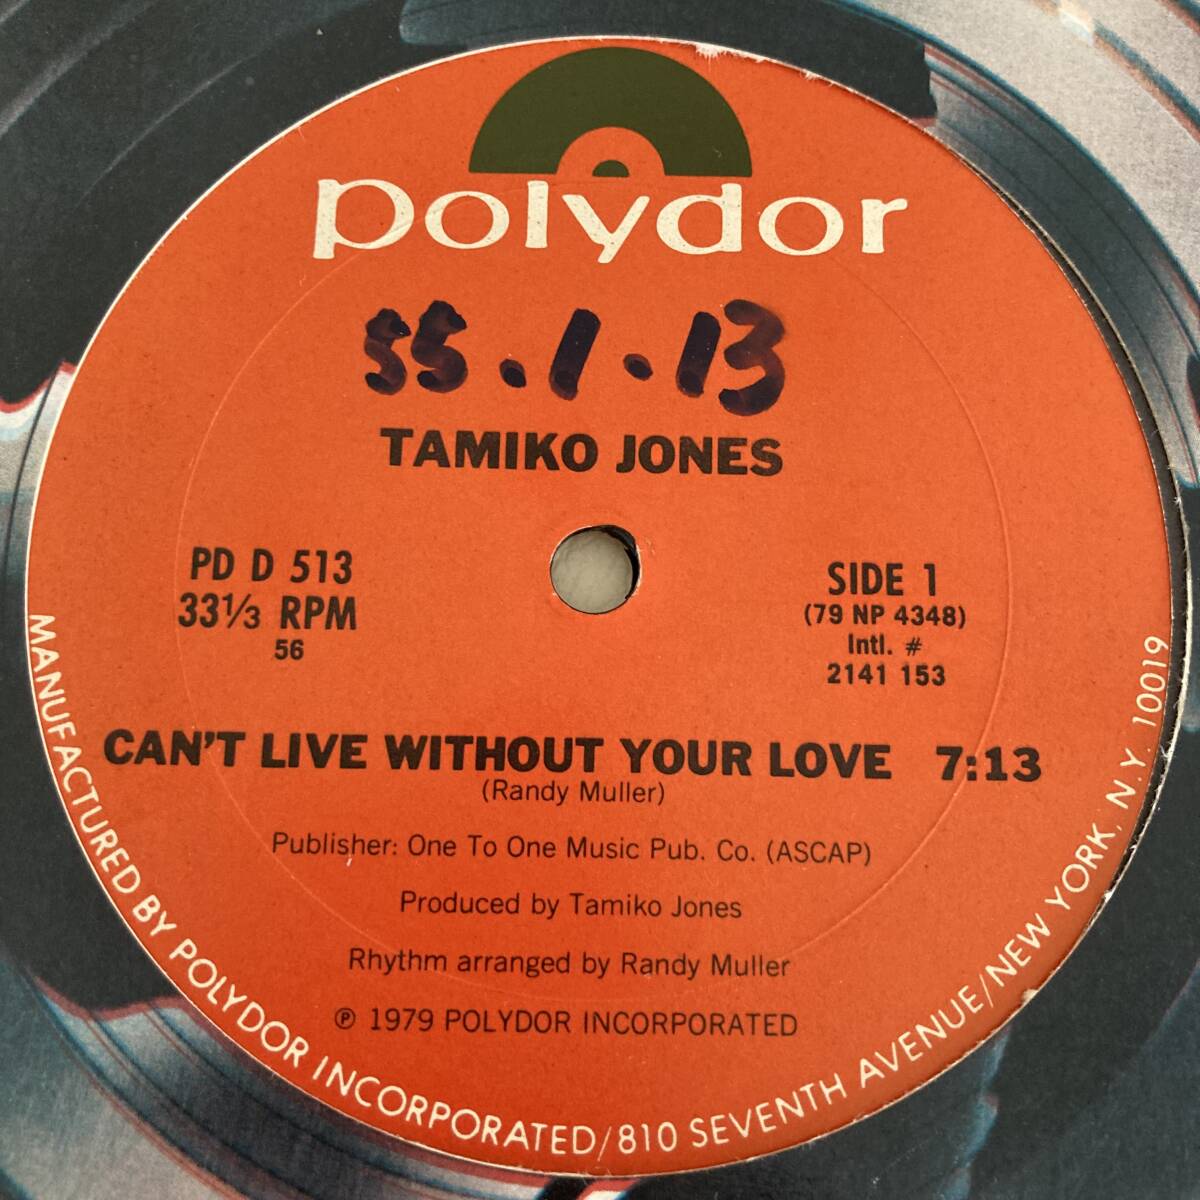 polydor
55.1.13
TAMIKO JONES
PD D 513
33⅓ RPM
56
SIDE 1
(79 NP 4348)
Intl. #
2141 153
CAN'T LIVE WITHOUT YOUR LOVE 7:13
(Randy Muller)
Publisher: One To One Music Pub. Co. (ASCAP)
Produced by Tamiko Jones
Rhythm arranged by Randy Muller
℗ 1979 POLYDOR INCORPORATED
MANUFACTURED BY POLYDOR INCORPORATED/810 SEVENTH AVENUE/NEW YORK, N.Y. 10019